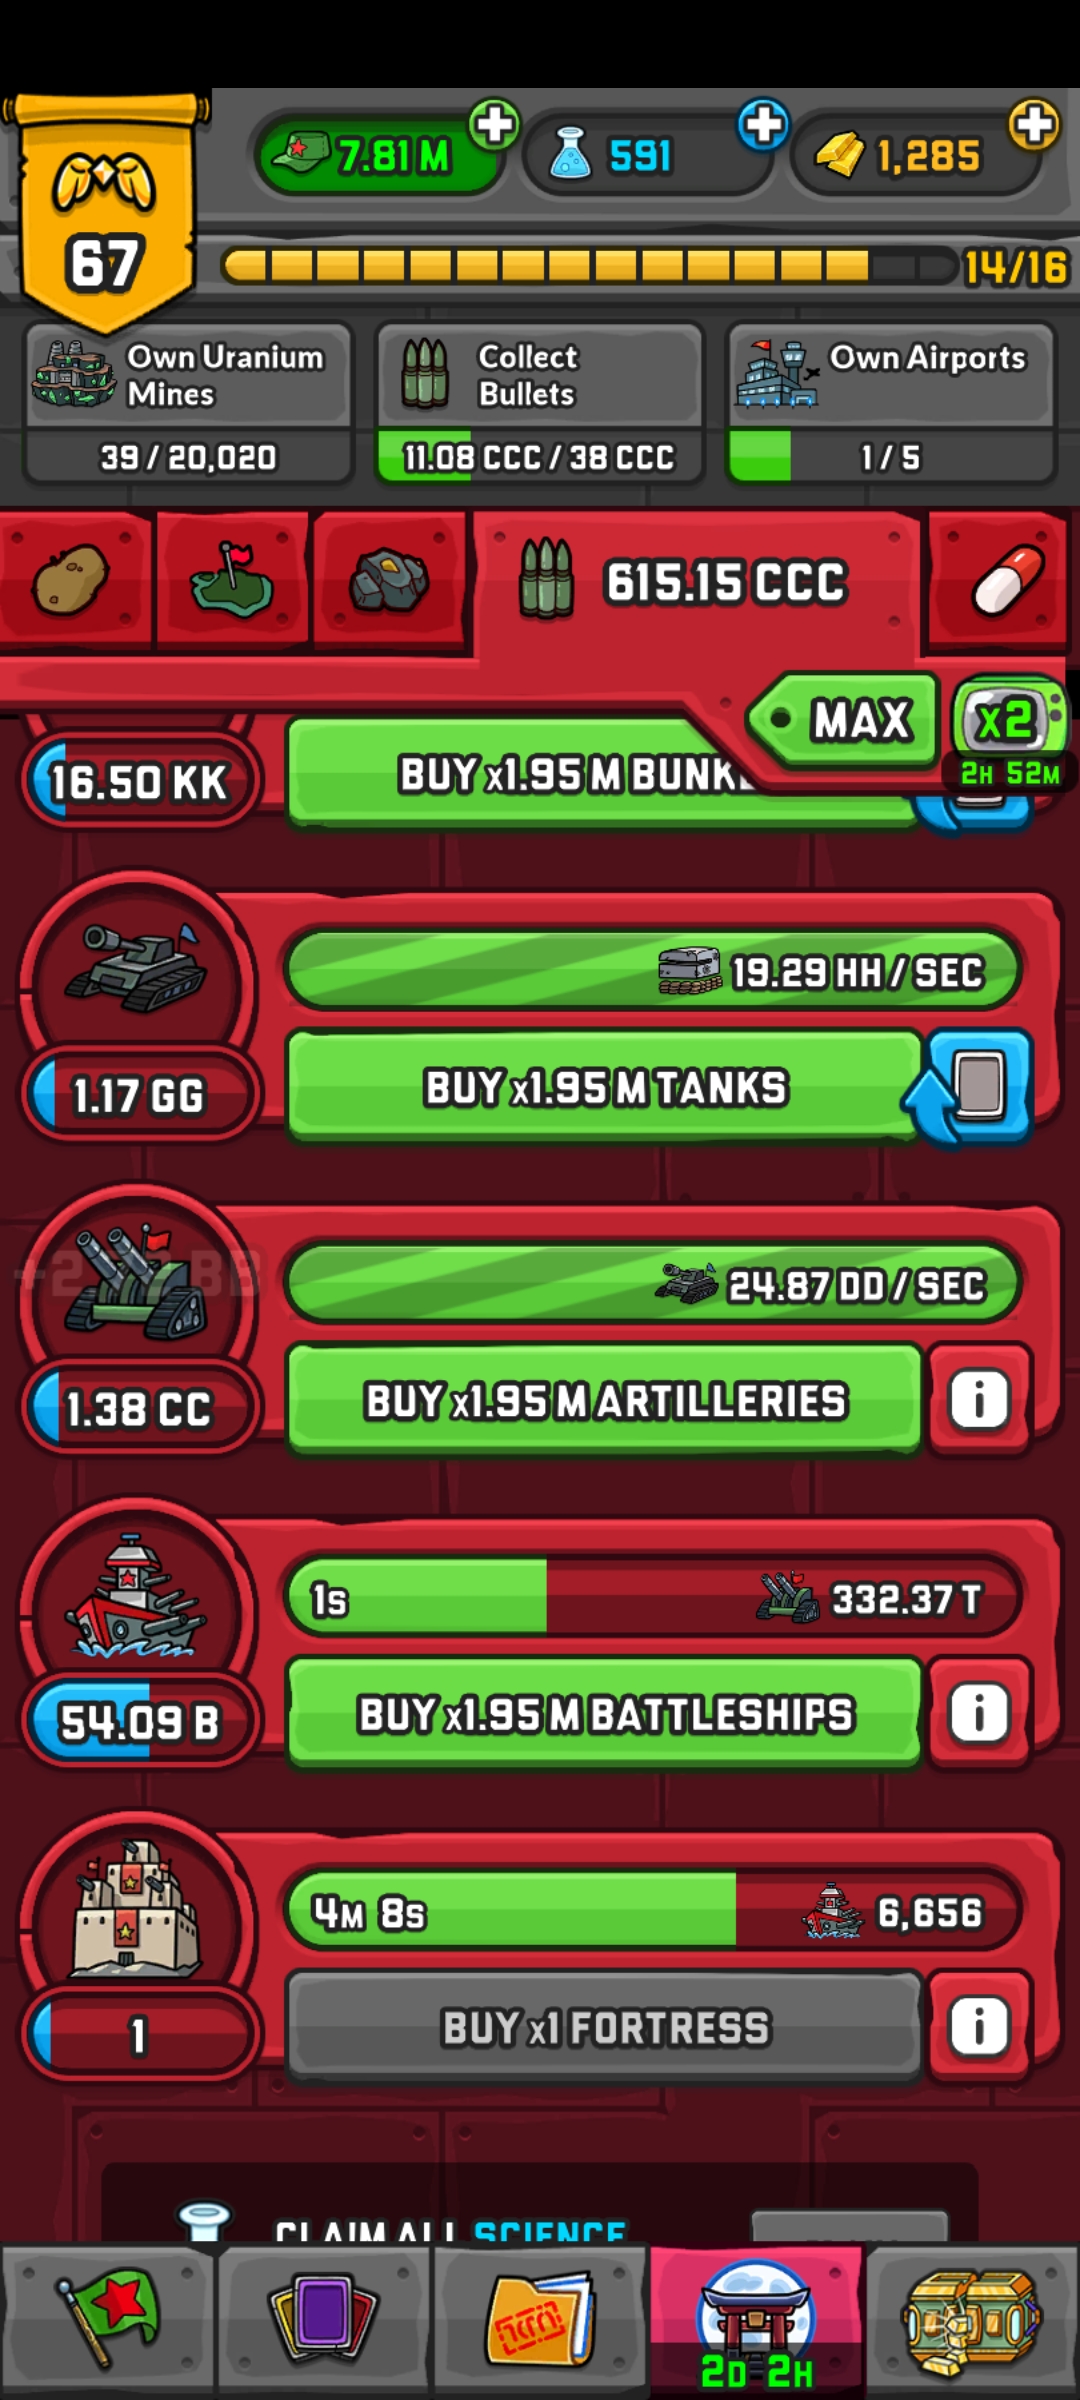 7.81 M
591
1,285
67
14/16
Own Uranium Mines
39 / 20,020
Collect Bullets
11.08 CCC / 38 CCC
Own Airports
1 / 5
615.15 CCC
MAX
x2
2H 52M
16.50 KK
BUY x1.95 M BUNK
19.29 HH / SEC
1.17 GG
BUY x1.95 M TANKS
24.87 DD / SEC
1.38 CC
BUY x1.95 M ARTILLERIES
1S
332.37 T
54.09 B
BUY x1.95 M BATTLESHIPS
4M 8S
6,656
1
BUY x1 FORTRESS
CLAIM ALL SCIENCE
2D 2H